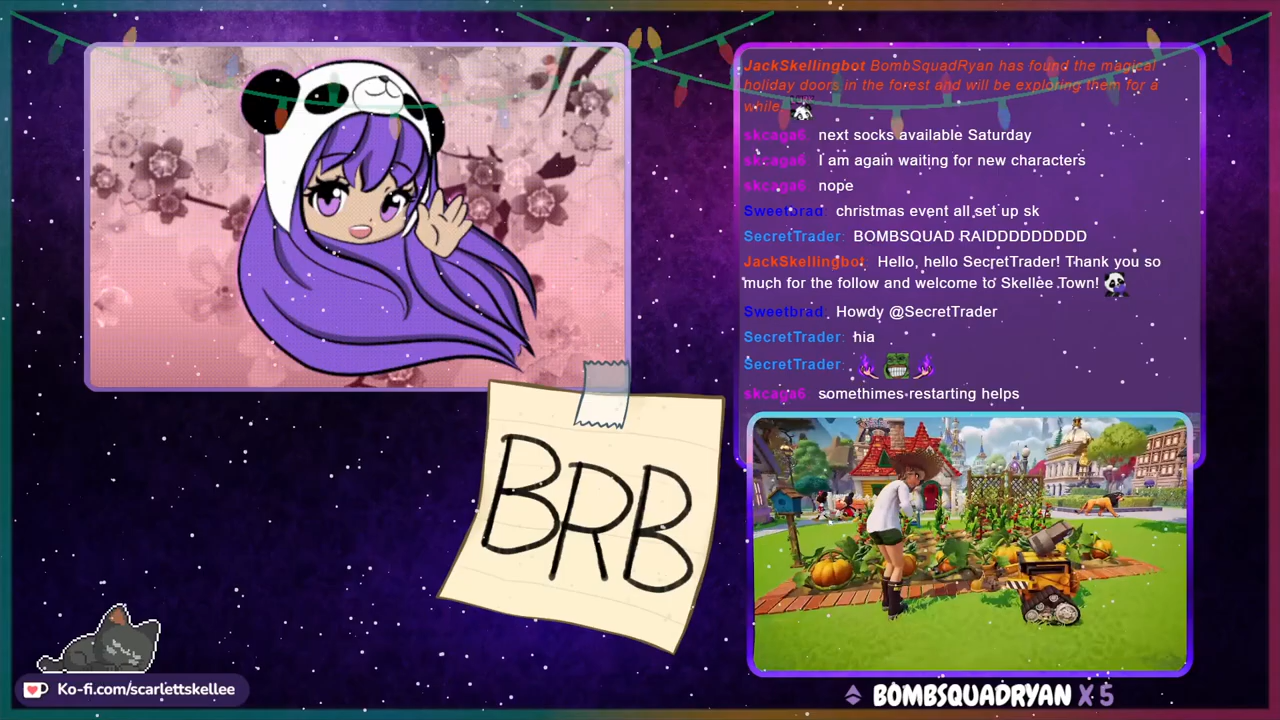 JackSkellingbot BombSquadRyan has found the magical
holiday doors in the forest and will be exploring them for a
while.
skcaga6: next socks available Saturday
skcaga6: I am again waiting for new characters
skcaga6: nope
Sweetbrad: christmas event all set up sk
SecretTrader: BOMBSQUAD RAIDDDDDDDDD
JackSkellingbot: Hello, hello SecretTrader! Thank you so
much for the follow and welcome to Skellee Town!
Sweetbrad: Howdy @SecretTrader
SecretTrader: hia
SecretTrader:
skcaga6: somethimes restarting helps
BRB
Ko-fi.com/scarlettskellee
BOMBSQUADRYAN X 5